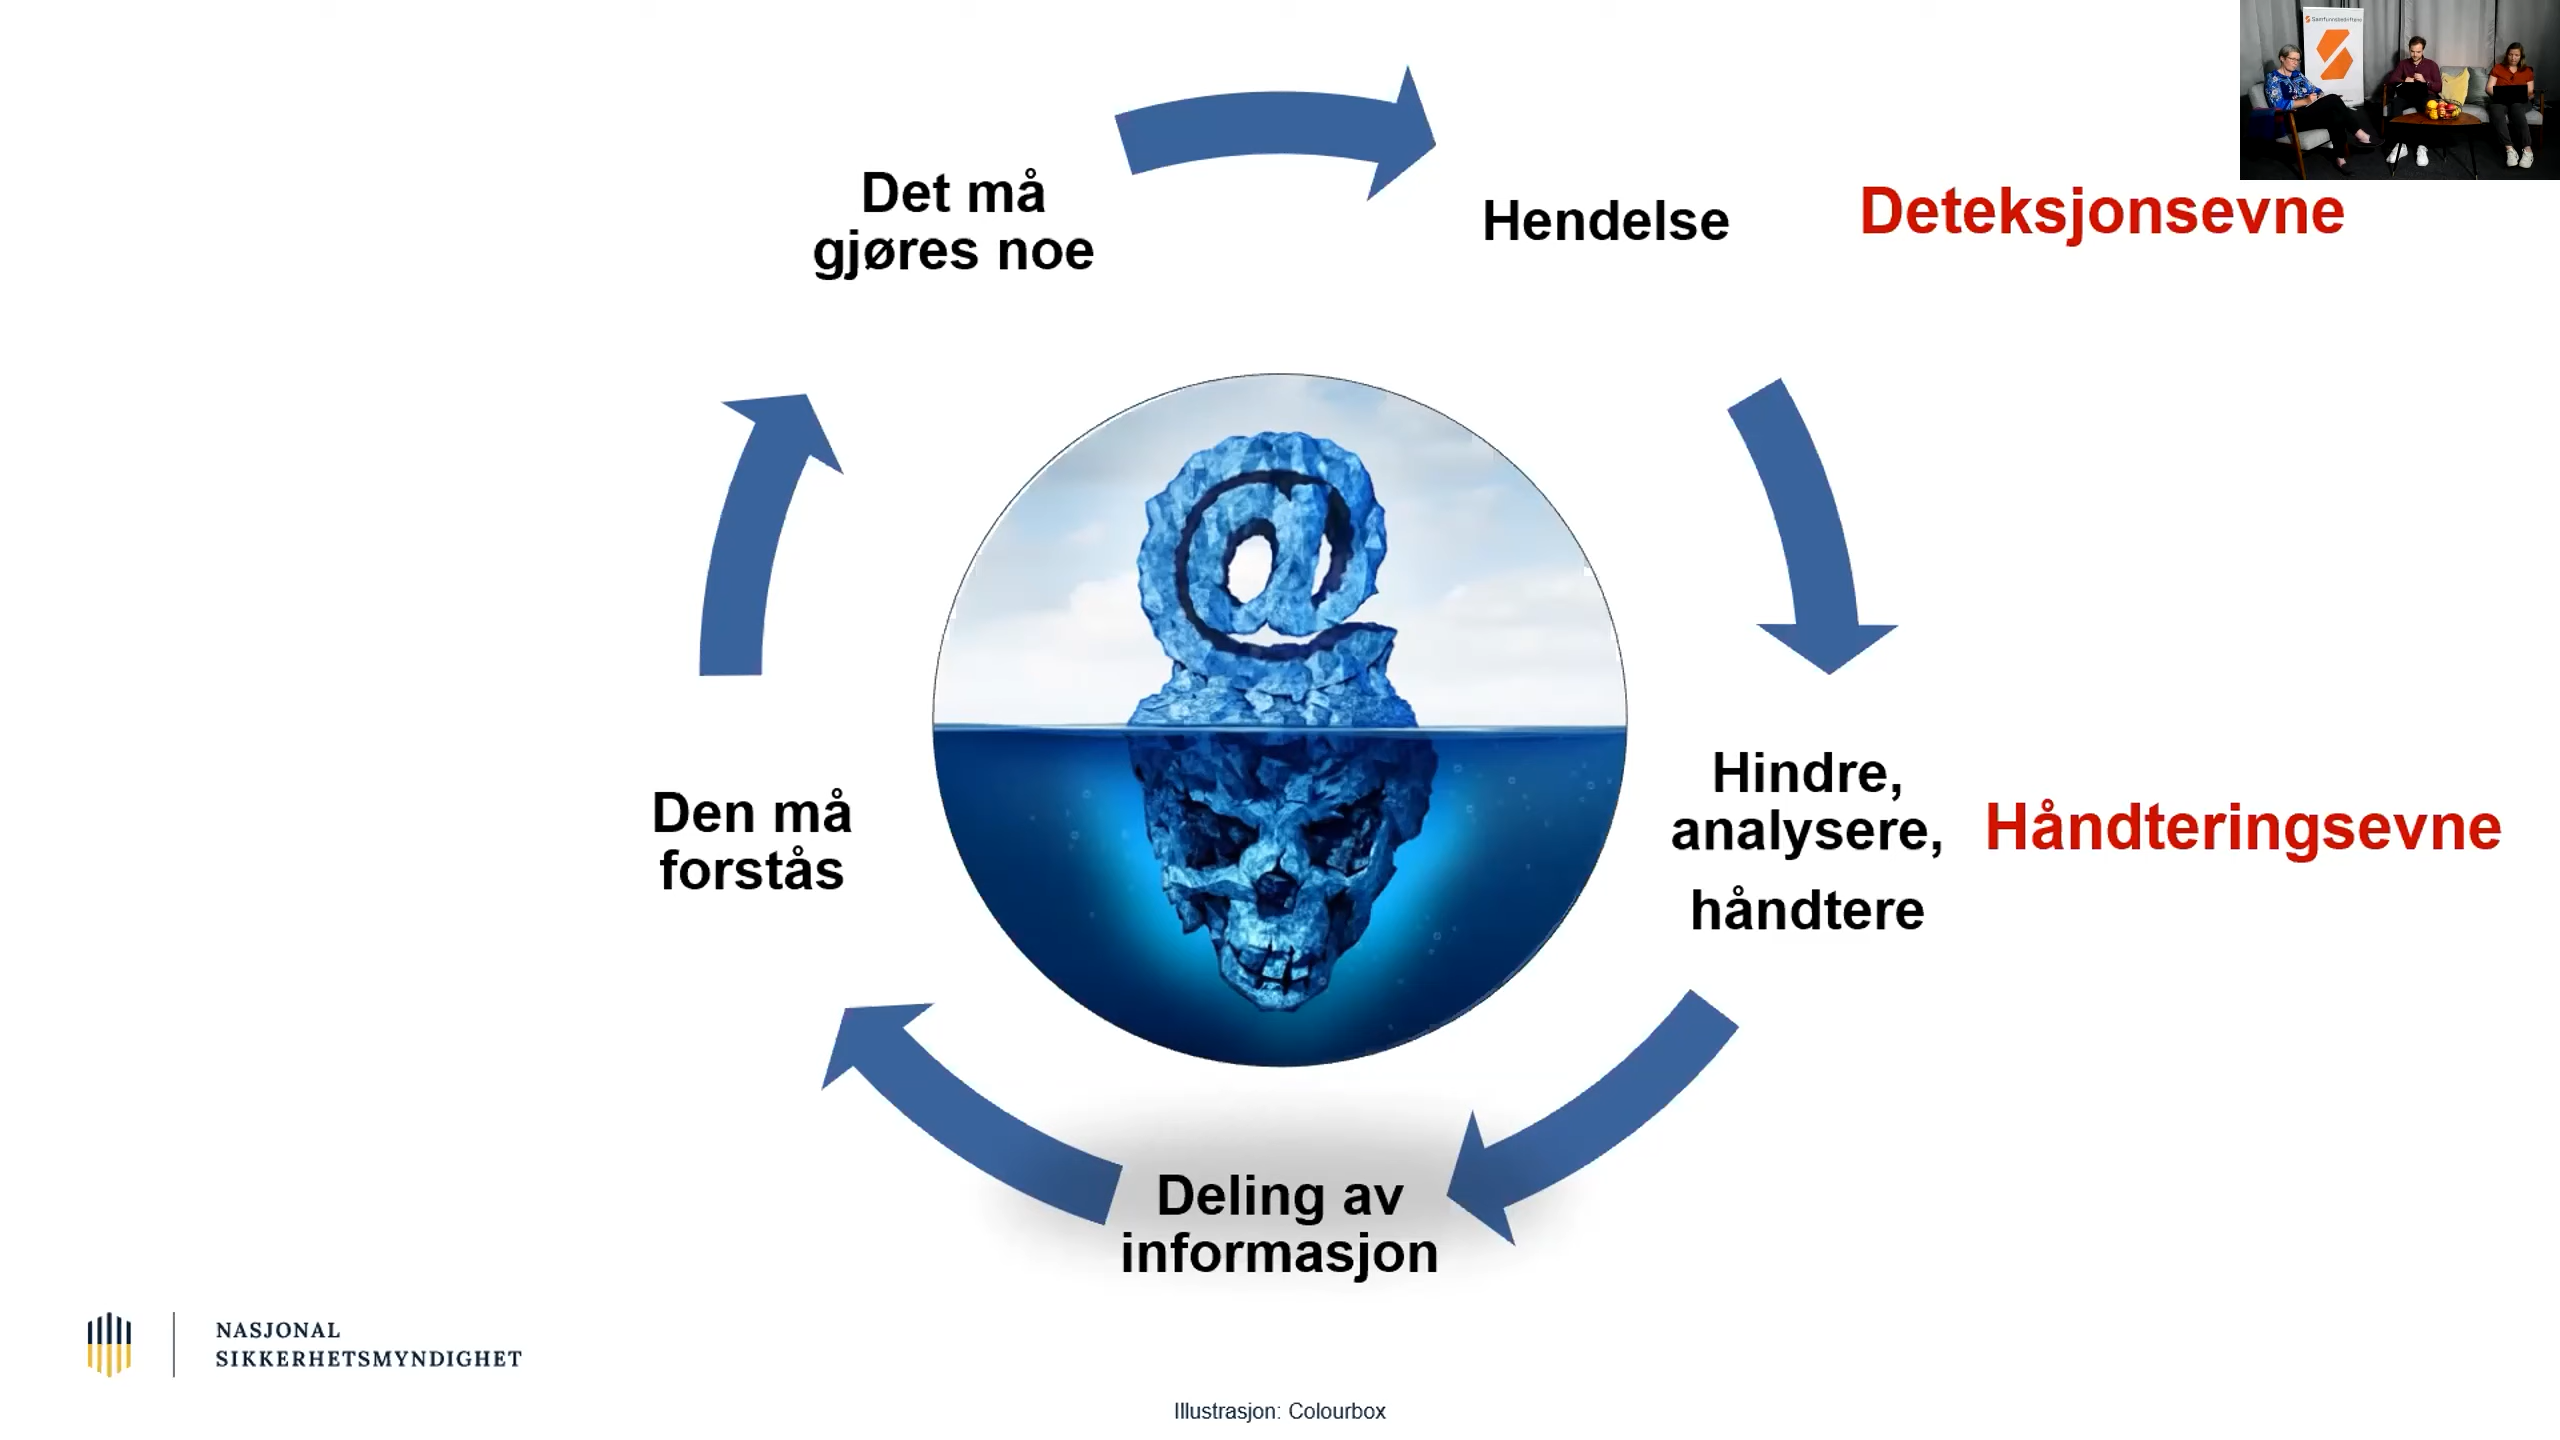 Samfunnsbedriftene
Det må
gjøres noe
Hendelse
Deteksjonsevne
Hindre,
analysere,
håndtere
Håndteringsevne
Den må
forstås
Deling av
informasjon
NASJONAL
SIKKERHETSMYNDIGHET
Illustrasjon: Colourbox